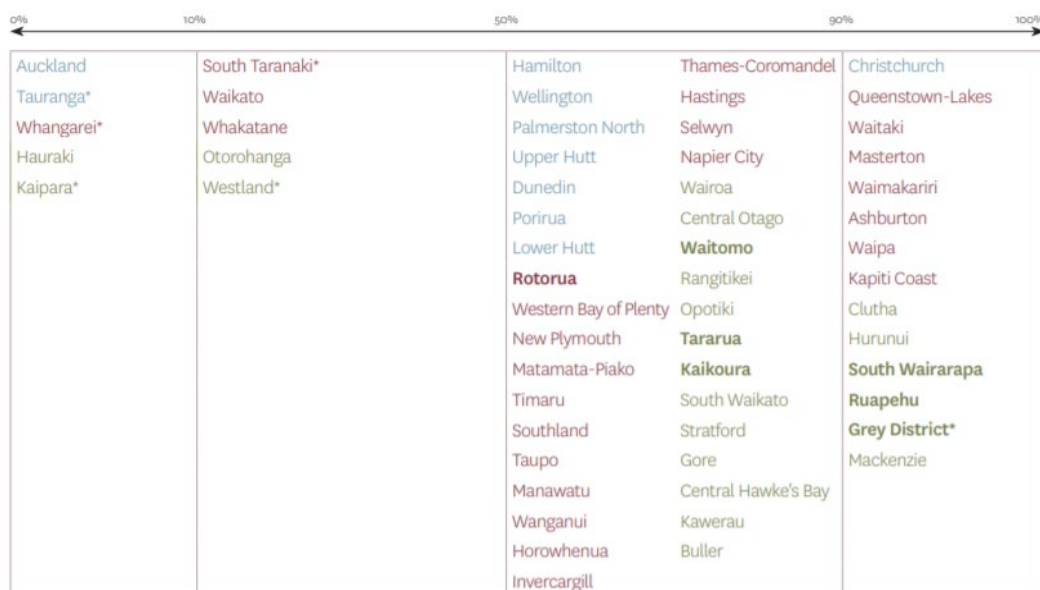 0% 10% 50% 90% 100%
Auckland
Tauranga*
Whangarei*
Hauraki
Kaipara*
South Taranaki*
Waikato
Whakatane
Otorohanga
Westland*
Hamilton
Wellington
Palmerston North
Upper Hutt
Dunedin
Porirua
Lower Hutt
Rotorua
Western Bay of Plenty
New Plymouth
Matamata-Piako
Timaru
Southland
Taupo
Manawatu
Wanganui
Horowhenua
Invercargill
Thames-Coromandel
Hastings
Selwyn
Napier City
Wairoa
Central Otago
Waitomo
Rangitikei
Opotiki
Tararua
Kaikoura
South Waikato
Stratford
Gore
Central Hawke's Bay
Kawerau
Buller
Christchurch
Queenstown-Lakes
Waitaki
Masterton
Waimakariri
Ashburton
Waipa
Kapiti Coast
Clutha
Hurunui
South Wairarapa
Ruapehu
Grey District*
Mackenzie